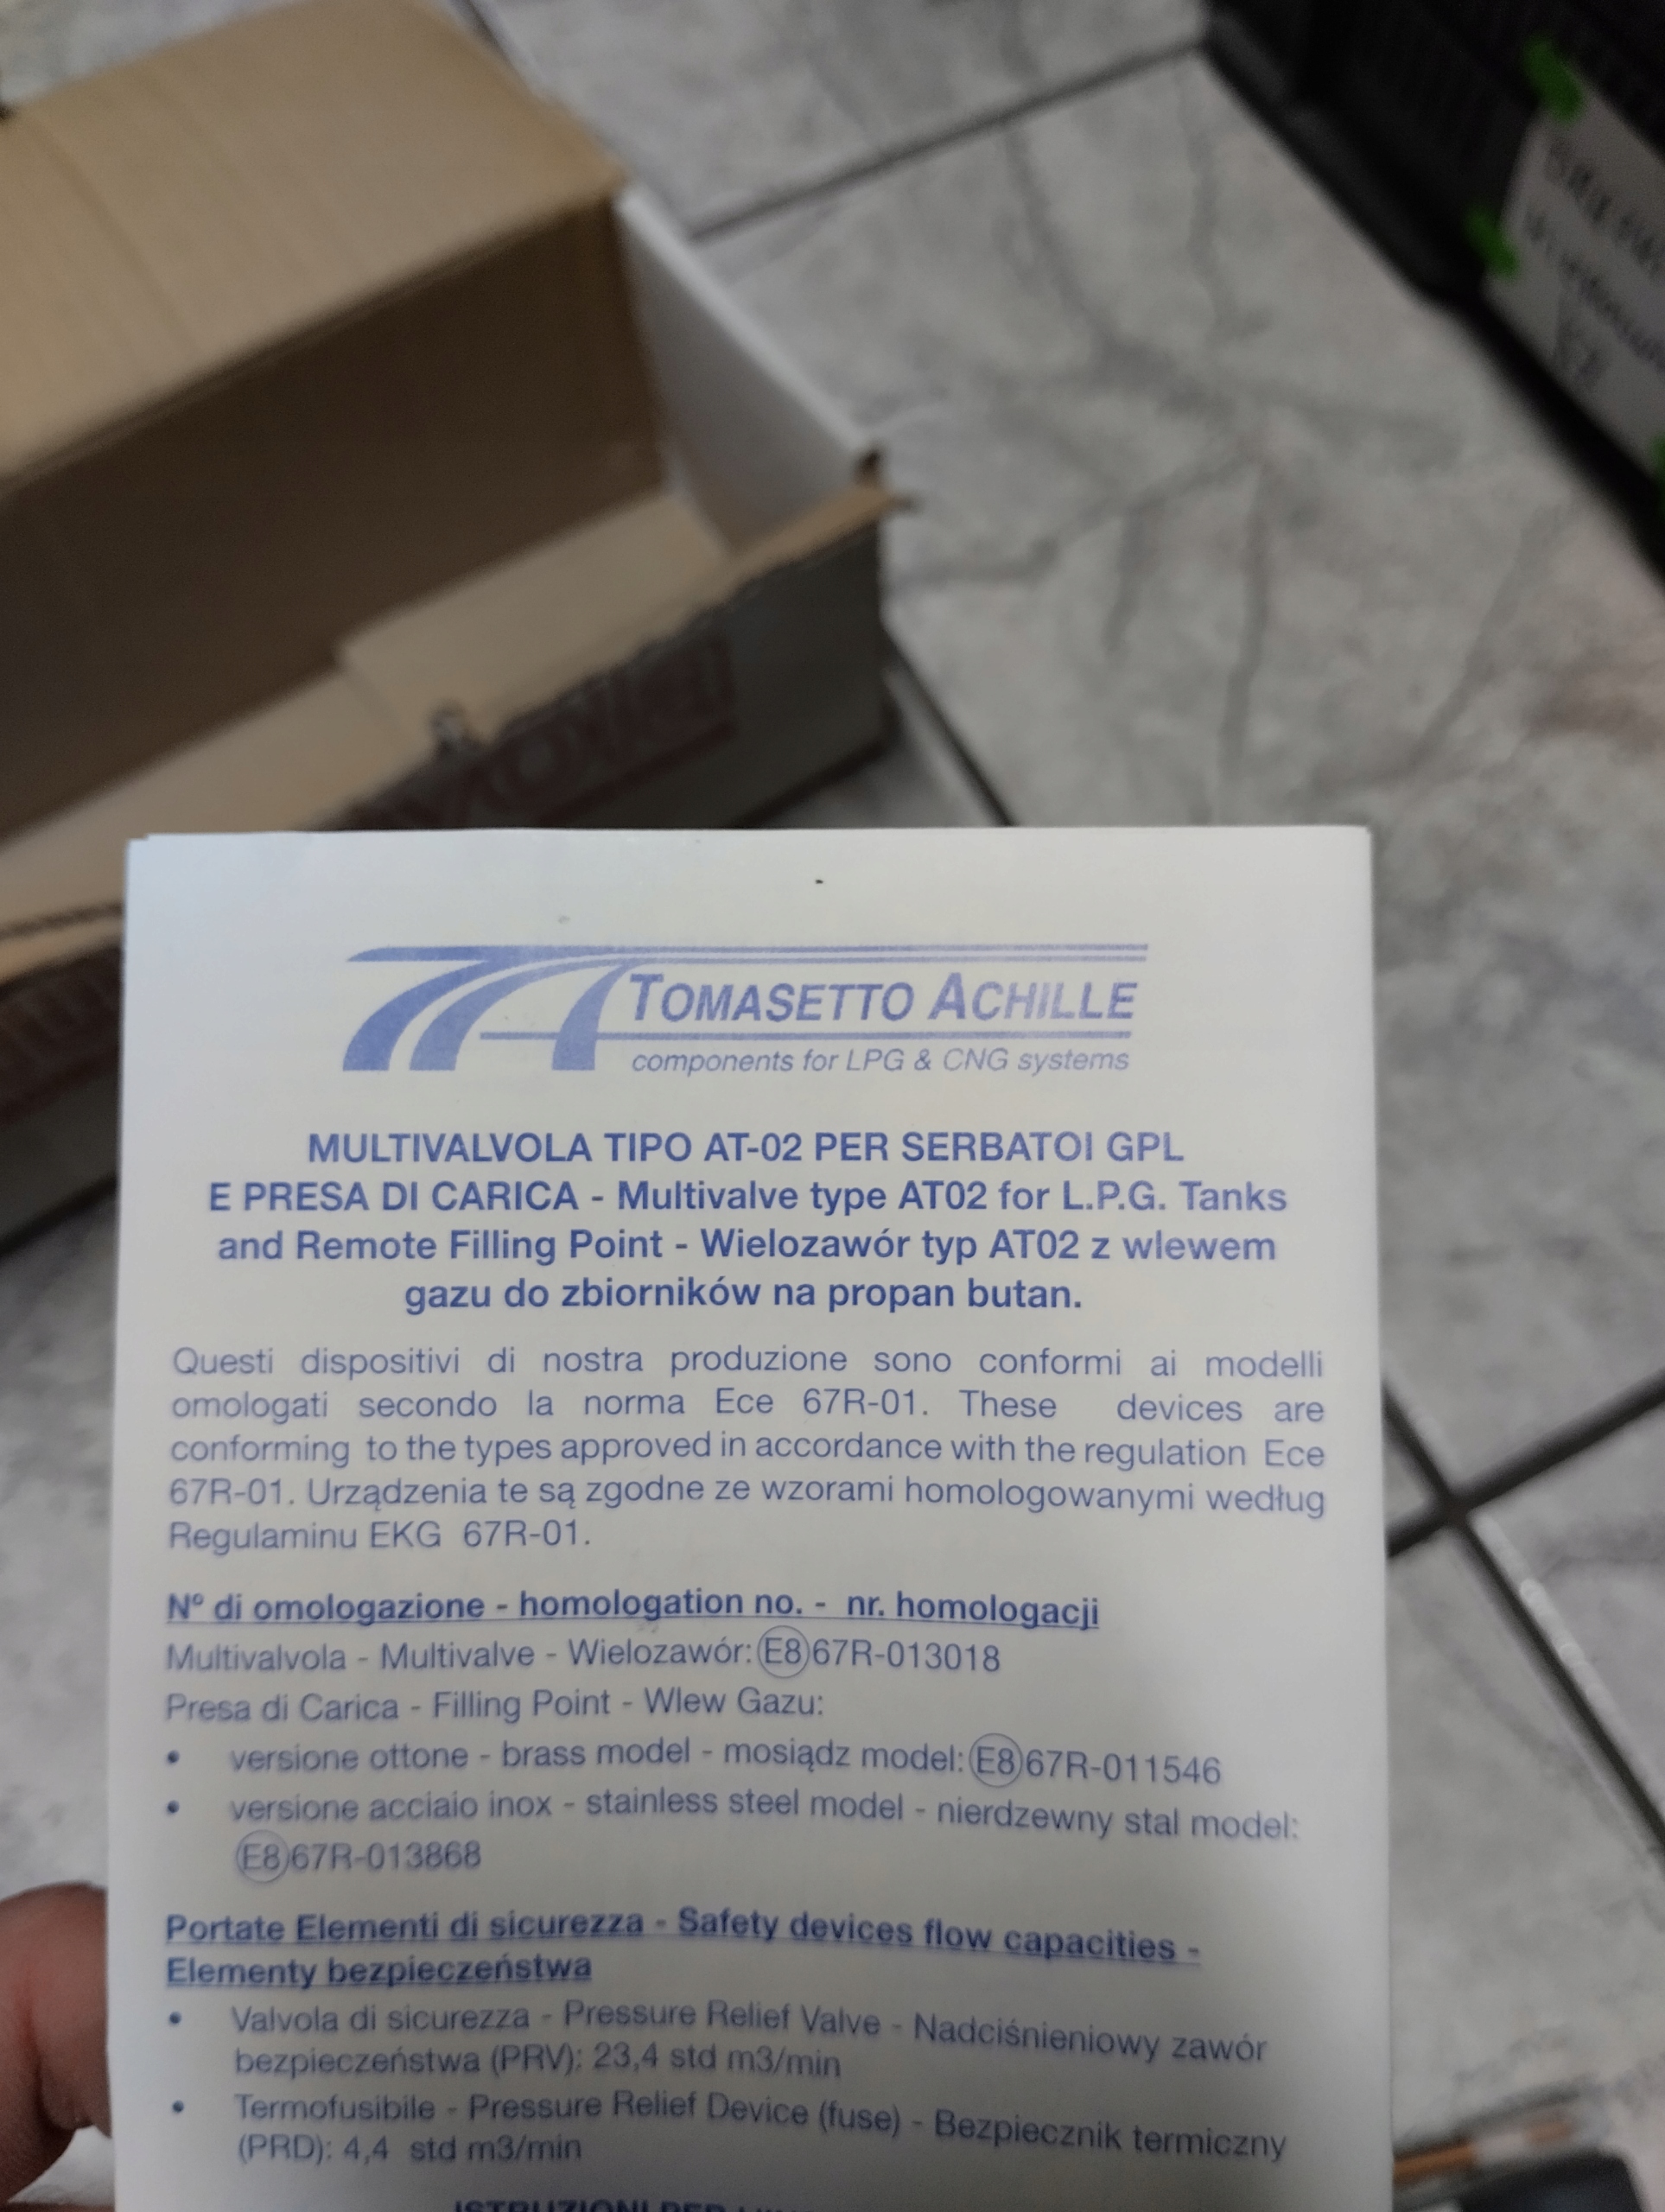 TOMASETTO ACHILLE
components for LPG & CNG systems
MULTIVALVOLA TIPO AT-02 PER SERBATOI GPL
E PRESA DI CARICA - Multivalve type AT02 for L.P.G. Tanks
and Remote Filling Point - Wielozawór typ AT02 z wlewem
gazu do zbiorników na propan butan.
Questi dispositivi di nostra produzione sono conformi ai modelli
omologati secondo la norma Ece 67R-01. These devices are
conforming to the types approved in accordance with the regulation Ece
67R-01. Urządzenia te są zgodne ze wzorami homologowanymi według
Regulaminu EKG 67R-01.
N° di omologazione - homologation no. - nr. homologacji
Multivalvola - Multivalve - Wielozawór: E8 67R-013018
Presa di Carica - Filling Point - Wlew Gazu:
• versione ottone - brass model - mosiądz model: E8 67R-011546
• versione acciaio inox - stainless steel model - nierdzewny stal model:
E8 67R-013868
Portate Elementi di sicurezza - Safety devices flow capacities -
Elementy bezpieczeństwa
• Valvola di sicurezza - Pressure Relief Valve - Nadciśnieniowy zawór
bezpieczeństwa (PRV): 23,4 std m3/min
• Termofusibile - Pressure Relief Device (fuse) - Bezpiecznik termiczny
(PRD): 4,4 std m3/min
ISTRUZIONI PER